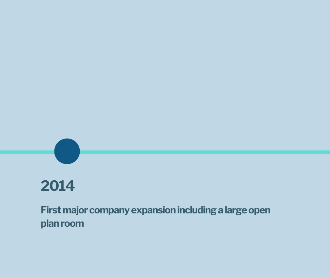 2014
First major company expansion including a large open
plan room